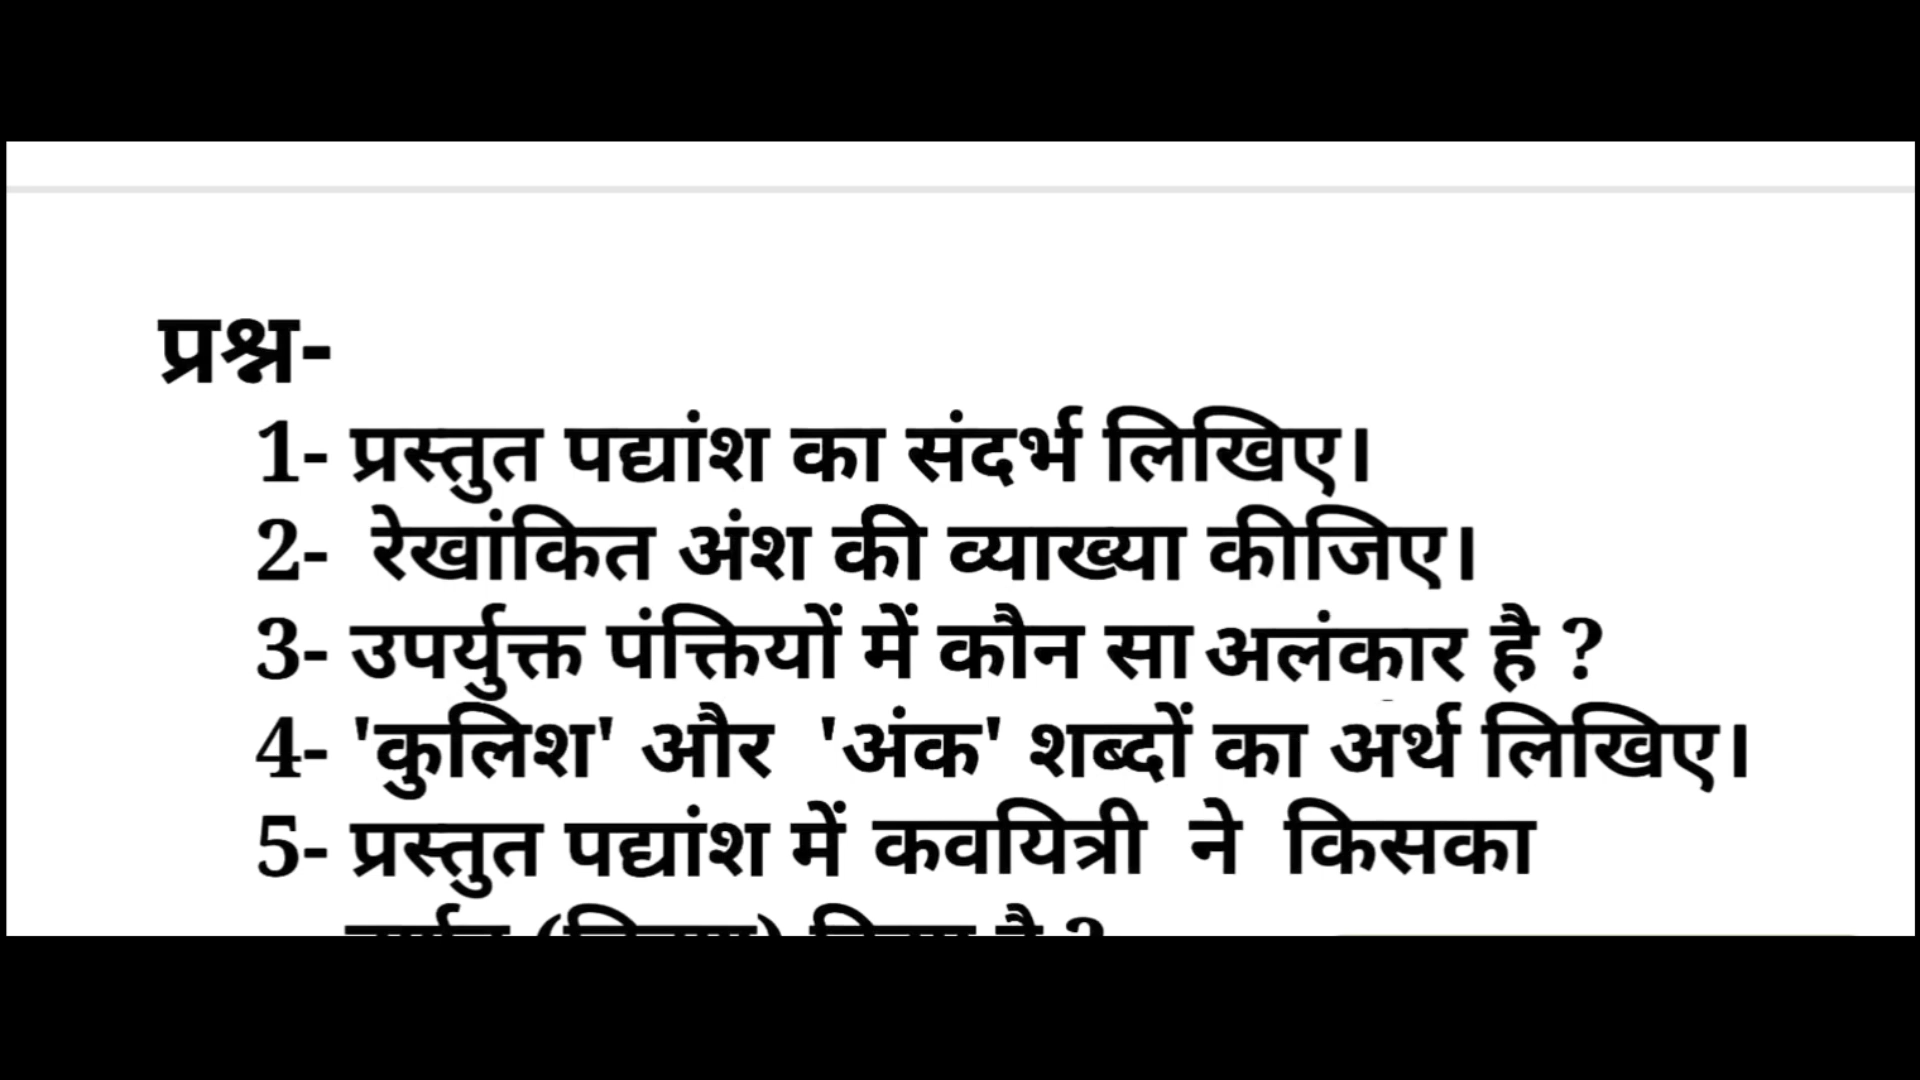 प्रश्न-
1- प्रस्तुत पद्यांश का संदर्भ लिखिए।
2- रेखांकित अंश की व्याख्या कीजिए।
3- उपर्युक्त पंक्तियों में कौन सा अलंकार है ?
4- 'कुलिश' और 'अंक' शब्दों का अर्थ लिखिए।
5- प्रस्तुत पद्यांश में कवयित्री ने किसका